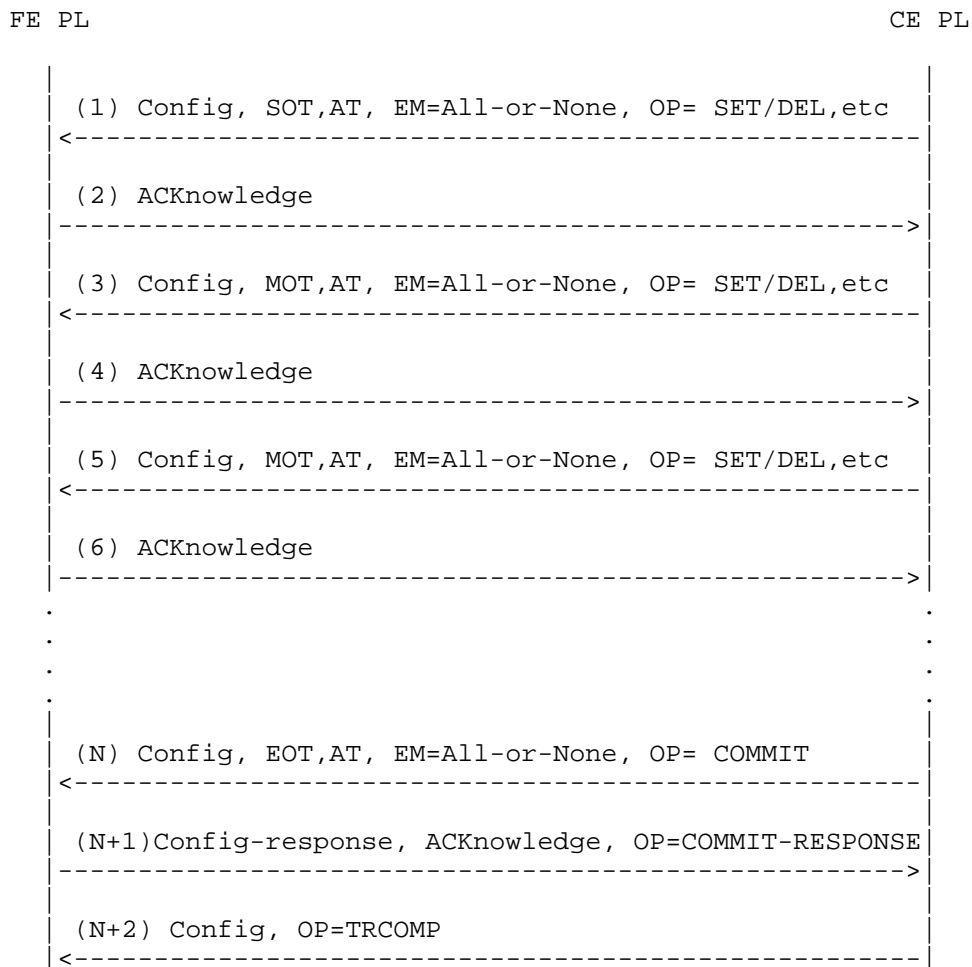 FE PL CE PL
(1) Config, SOT,AT, EM=All-or-None, OP= SET/DEL,etc
(2) ACKnowledge
(3) Config, MOT,AT, EM=All-or-None, OP= SET/DEL,etc
(4) ACKnowledge
(5) Config, MOT,AT, EM=All-or-None, OP= SET/DEL,etc
(6) ACKnowledge
(N) Config, EOT,AT, EM=All-or-None, OP= COMMIT
(N+1)Config-response, ACKnowledge, OP=COMMIT-RESPONSE
(N+2) Config, OP=TRCOMP